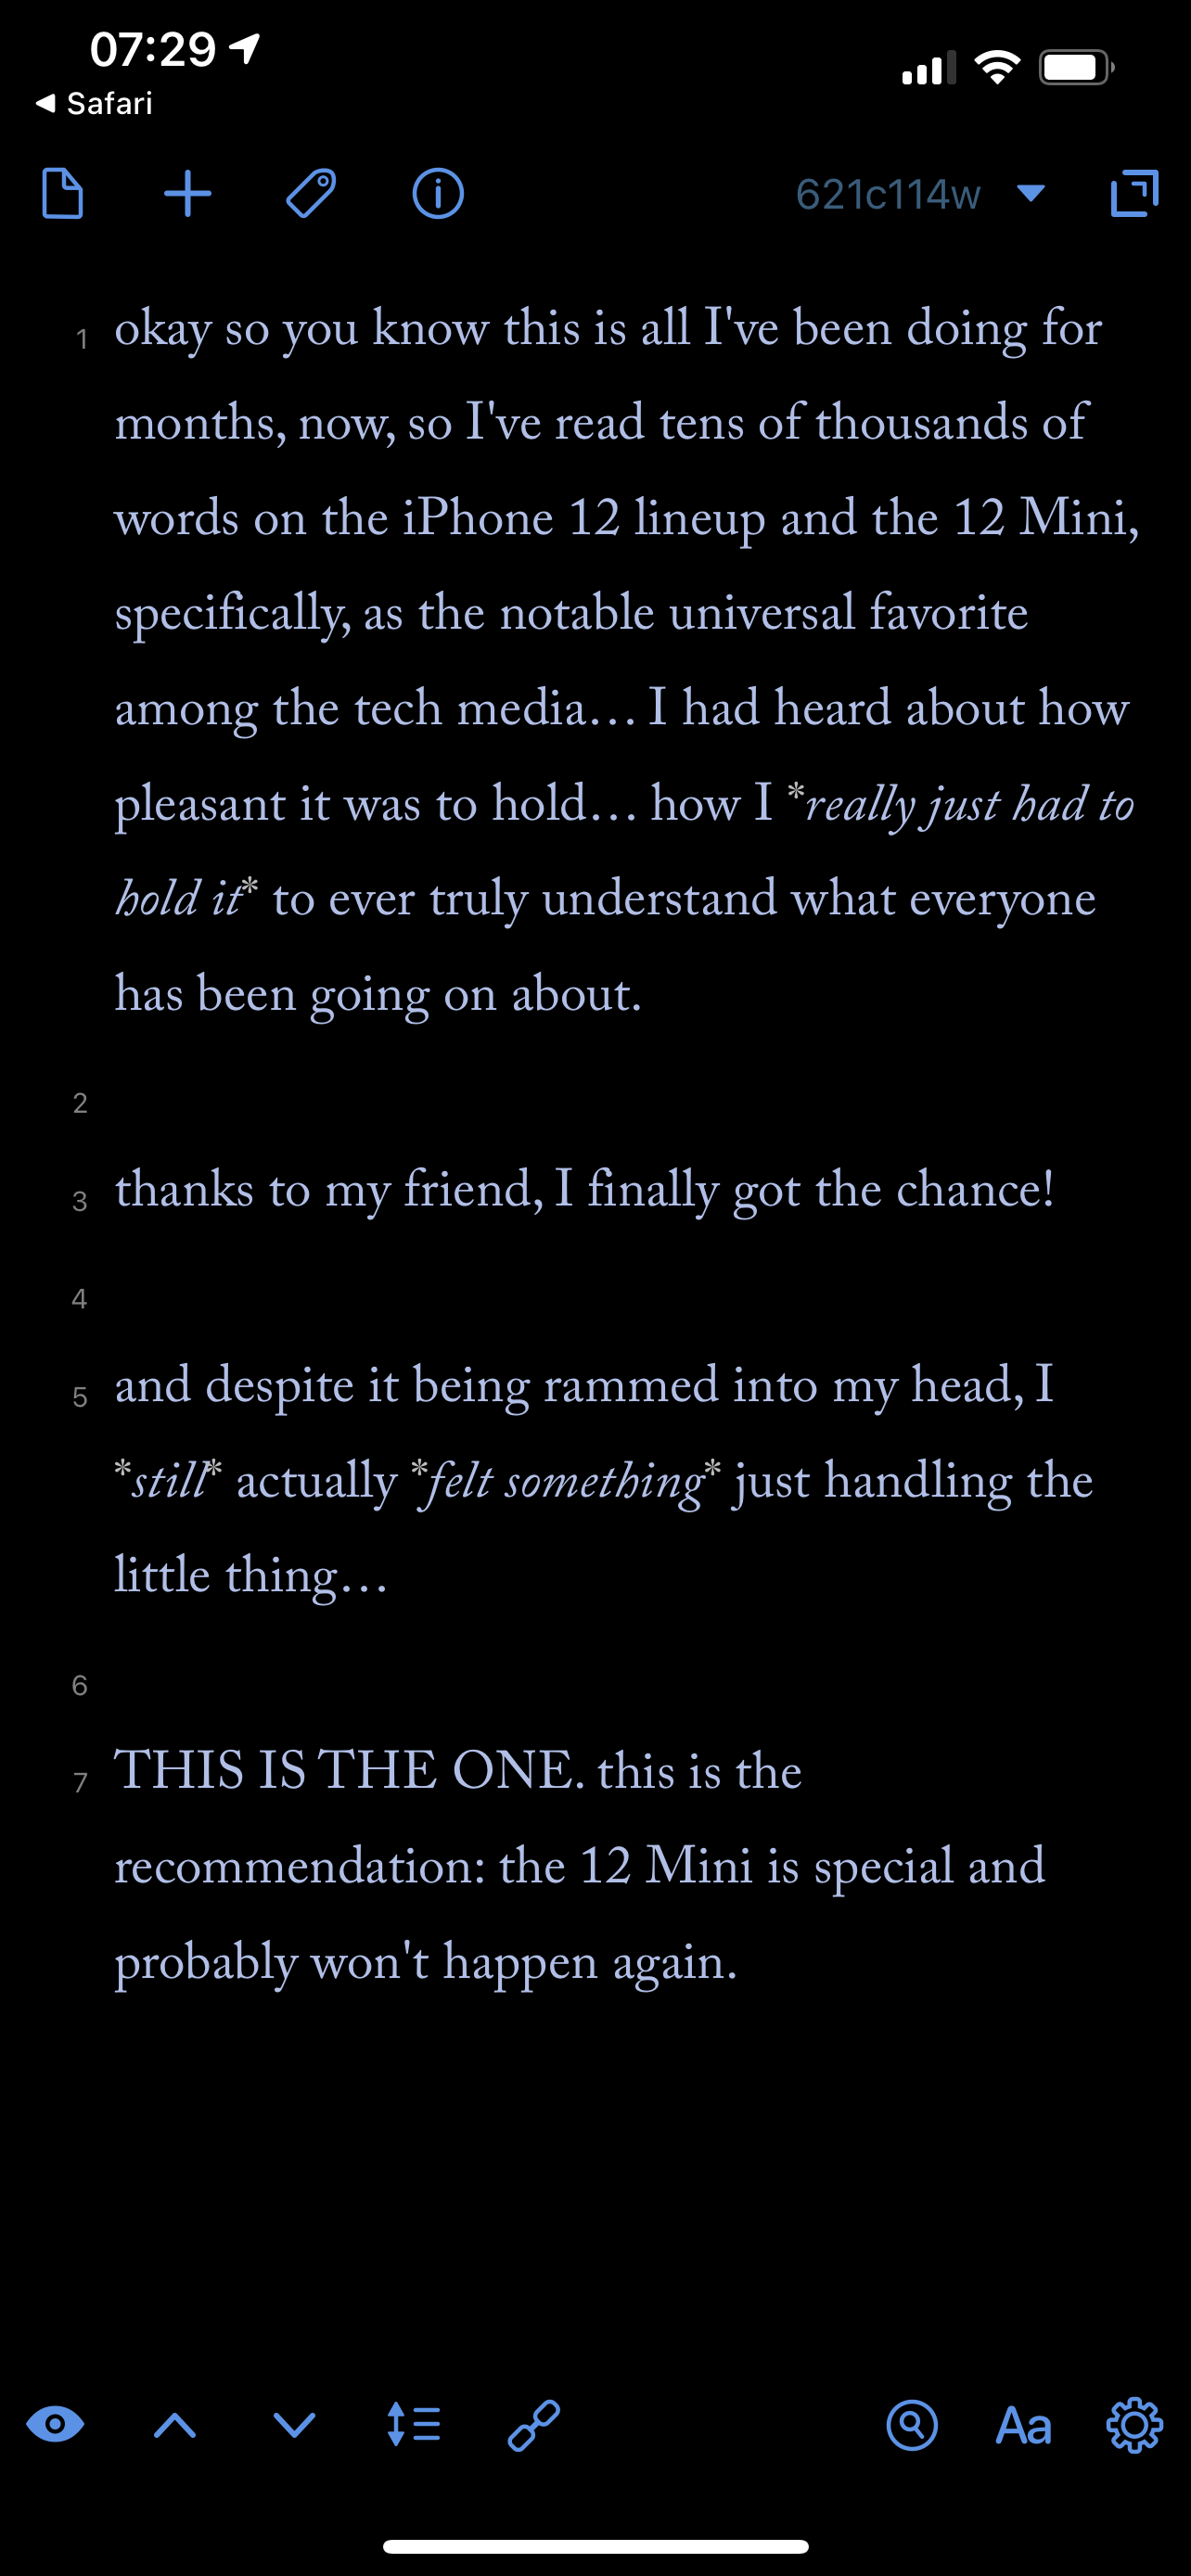 07:29
◀ Safari
621c114w
1 okay so you know this is all I've been doing for
months, now, so I've read tens of thousands of
words on the iPhone 12 lineup and the 12 Mini,
specifically, as the notable universal favorite
among the tech media… I had heard about how
pleasant it was to hold… how I *really just had to
hold it* to ever truly understand what everyone
has been going on about.
2
3 thanks to my friend, I finally got the chance!
4
7
5 and despite it being rammed into my head, I
*still* actually *felt something* just handling the
little thing…
6
7 THIS IS THE ONE. this is the
recommendation: the 12 Mini is special and
probably won't happen again.
Aa